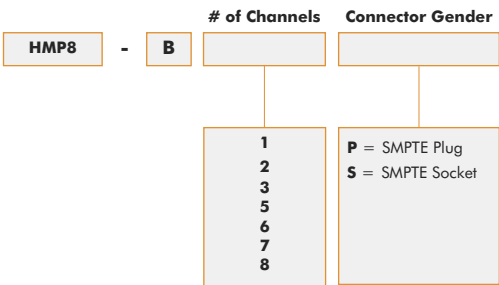 # of Channels Connector Gender
HMP8 - B
1
2
3
5
6
7
8
P = SMPTE Plug
S = SMPTE Socket